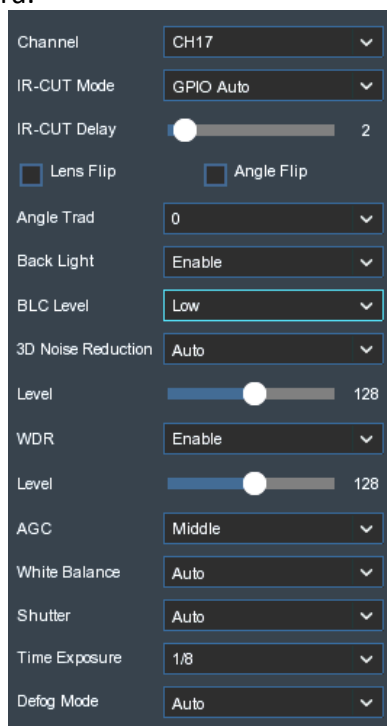 Channel CH17
IR-CUT Mode GPIO Auto
IR-CUT Delay 2
Lens Flip Angle Flip
Angle Trad 0
Back Light Enable
BLC Level Low
3D Noise Reduction Auto
Level 128
WDR Enable
Level 128
AGC Middle
White Balance Auto
Shutter Auto
Time Exposure 1/8
Defog Mode Auto